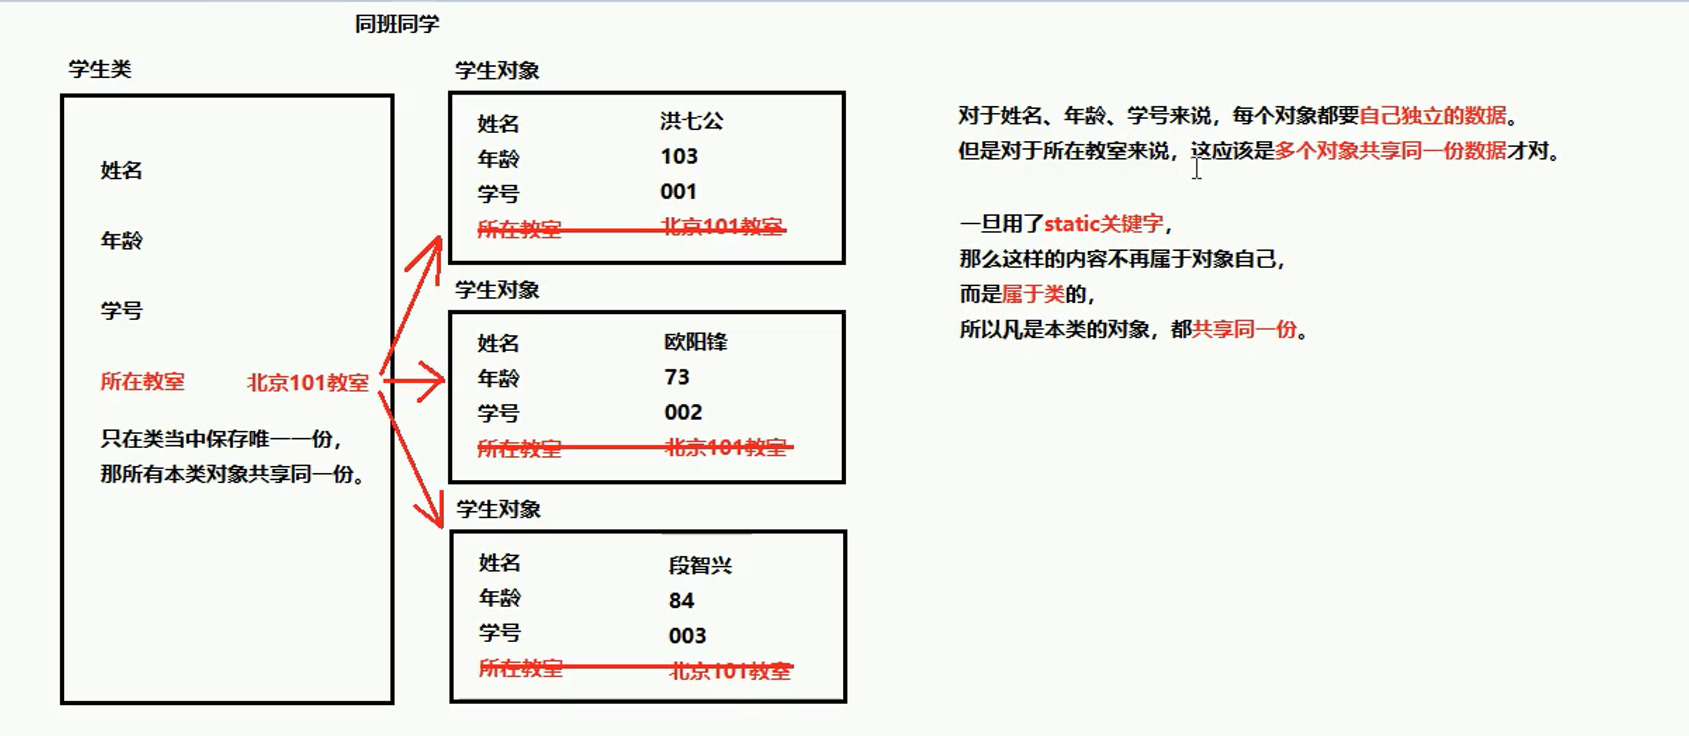 同班同学
学生类
姓名
年龄
学号
所在教室 北京101教室
只在类当中保存唯一一份，
那所有本类对象共享同一份。
学生对象
姓名 洪七公
年龄 103
学号 001
所在教室 北京101教室
学生对象
姓名 欧阳锋
年龄 73
学号 002
所在教室 北京101教室
学生对象
姓名 段智兴
年龄 84
学号 003
所在教室 北京101教室
对于姓名、年龄、学号来说，每个对象都要自己独立的数据。
但是对于所在教室来说，这应该是多个对象共享同一份数据才对。
一旦用了static关键字，
那么这样的内容不再属于对象自己，
而是属于类的，
所以凡是本类的对象，都共享同一份。